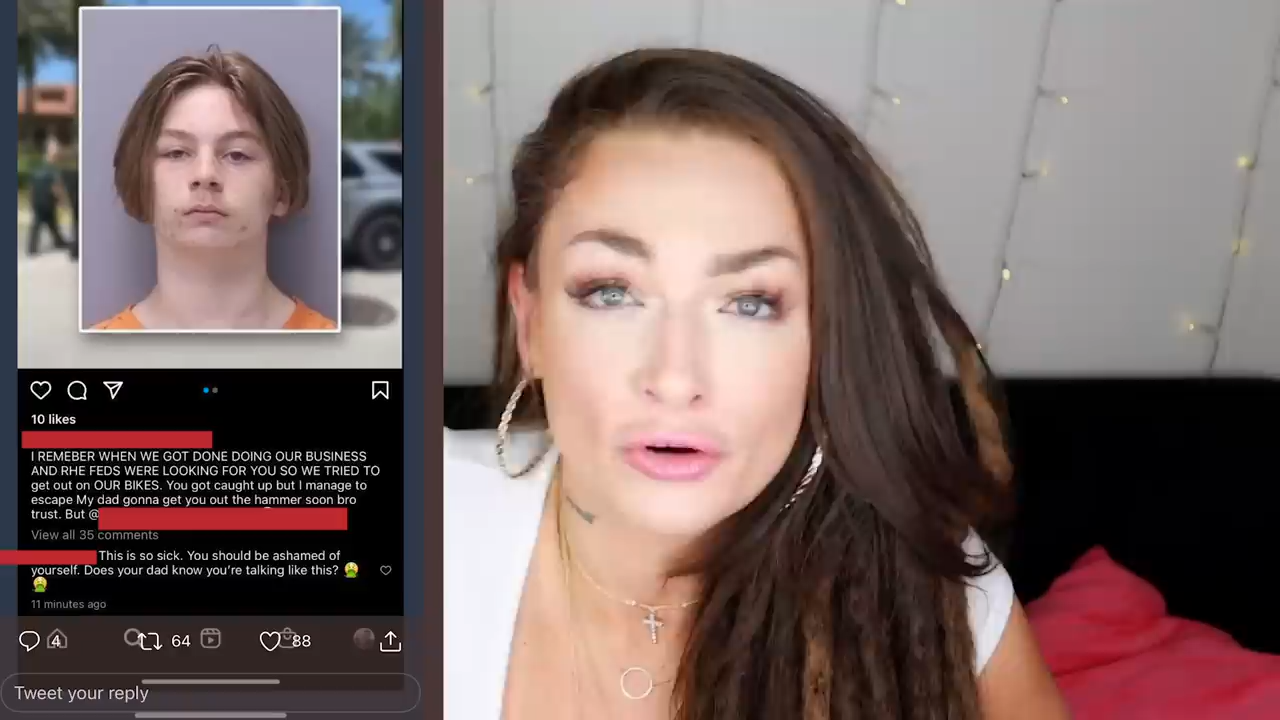 10 likes
I REMEBER WHEN WE GOT DONE DOING OUR BUSINESS
AND RHE FEDS WERE LOOKING FOR YOU SO WE TRIED TO
get out on OUR BIKES. You got caught up but I manage to
escape My dad gonna get you out the hammer soon bro
trust. But @
View all 35 comments
This is so sick. You should be ashamed of
yourself. Does your dad know you're talking like this? 🤮
🤮
11 minutes ago
4 64 88
Tweet your reply